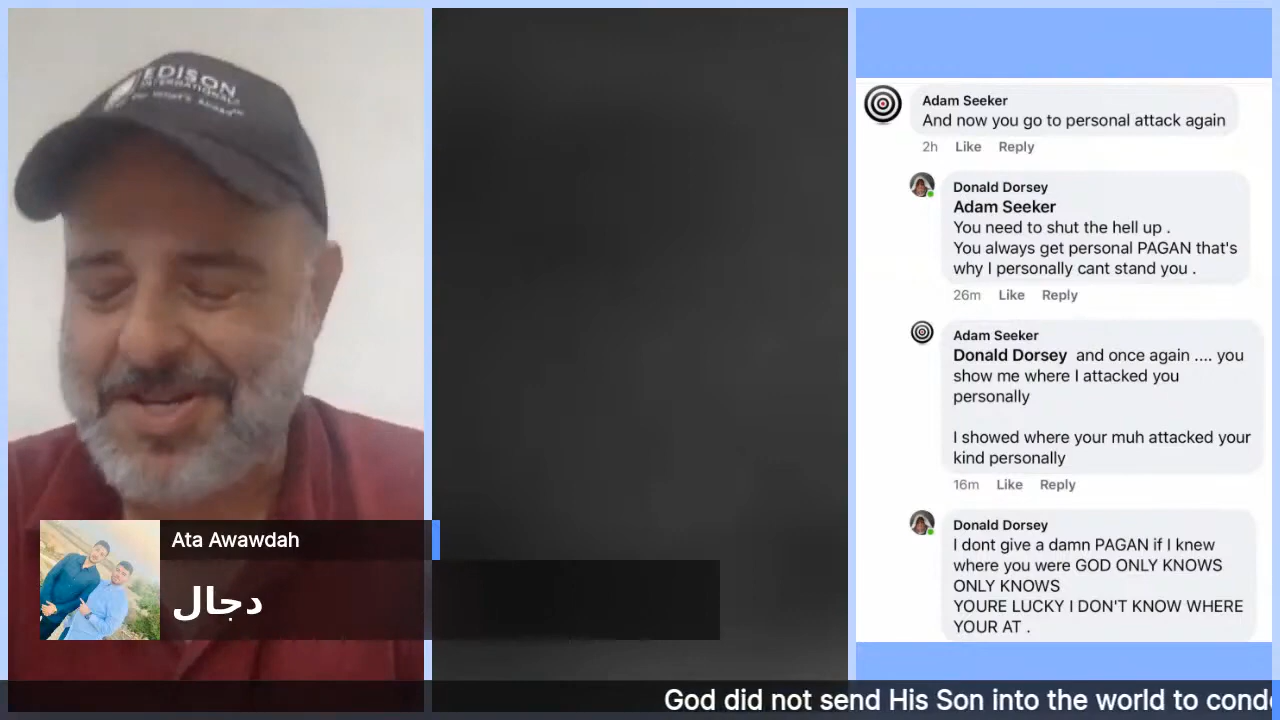 EDISON
INTERNATIONAL
Adam Seeker
And now you go to personal attack again
2h Like Reply
Donald Dorsey
Adam Seeker
You need to shut the hell up .
You always get personal PAGAN that's
why I personally cant stand you .
26m Like Reply
Adam Seeker
Donald Dorsey and once again .... you
show me where I attacked you
personally
I showed where your muh attacked your
kind personally
16m Like Reply
Donald Dorsey
I dont give a damn PAGAN if I knew
where you were GOD ONLY KNOWS
ONLY KNOWS
YOURE LUCKY I DON'T KNOW WHERE
YOUR AT .
Ata Awawdah
دجال
God did not send His Son into the world to